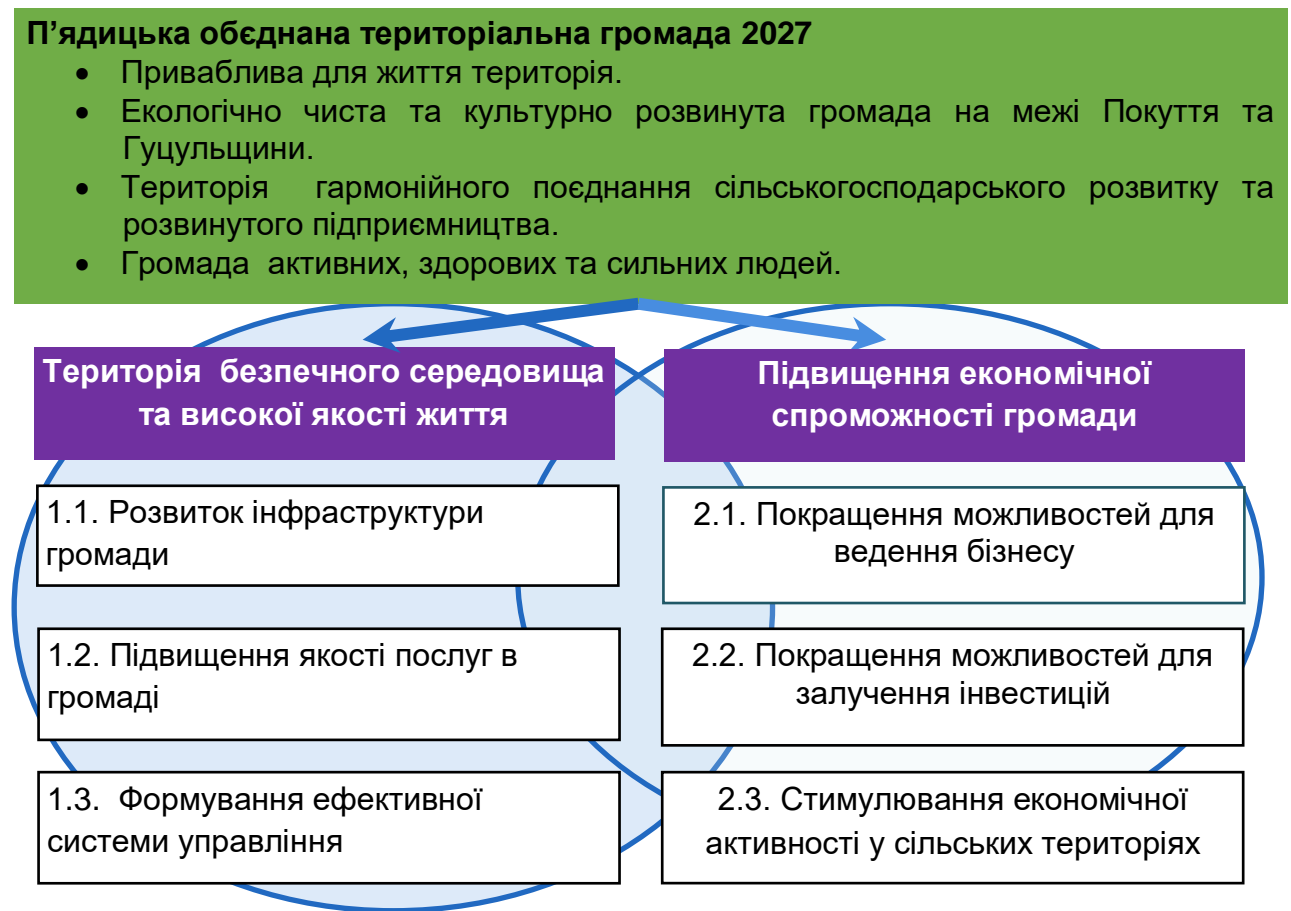 П’ядицька обєднана територіальна громада 2027
• Приваблива для життя територія.
• Екологічно чиста та культурно розвинута громада на межі Покуття та
Гуцульщини.
• Територія гармонійного поєднання сільськогосподарського розвитку та
розвинутого підприємництва.
• Громада активних, здорових та сильних людей.
Територія безпечного середовища
та високої якості життя
1.1. Розвиток інфраструктури
громади
1.2. Підвищення якості послуг в
громаді
1.3. Формування ефективної
системи управління
Підвищення економічної
спроможності громади
2.1. Покращення можливостей для
ведення бізнесу
2.2. Покращення можливостей для
залучення інвестицій
2.3. Стимулювання економічної
активності у сільських територіях